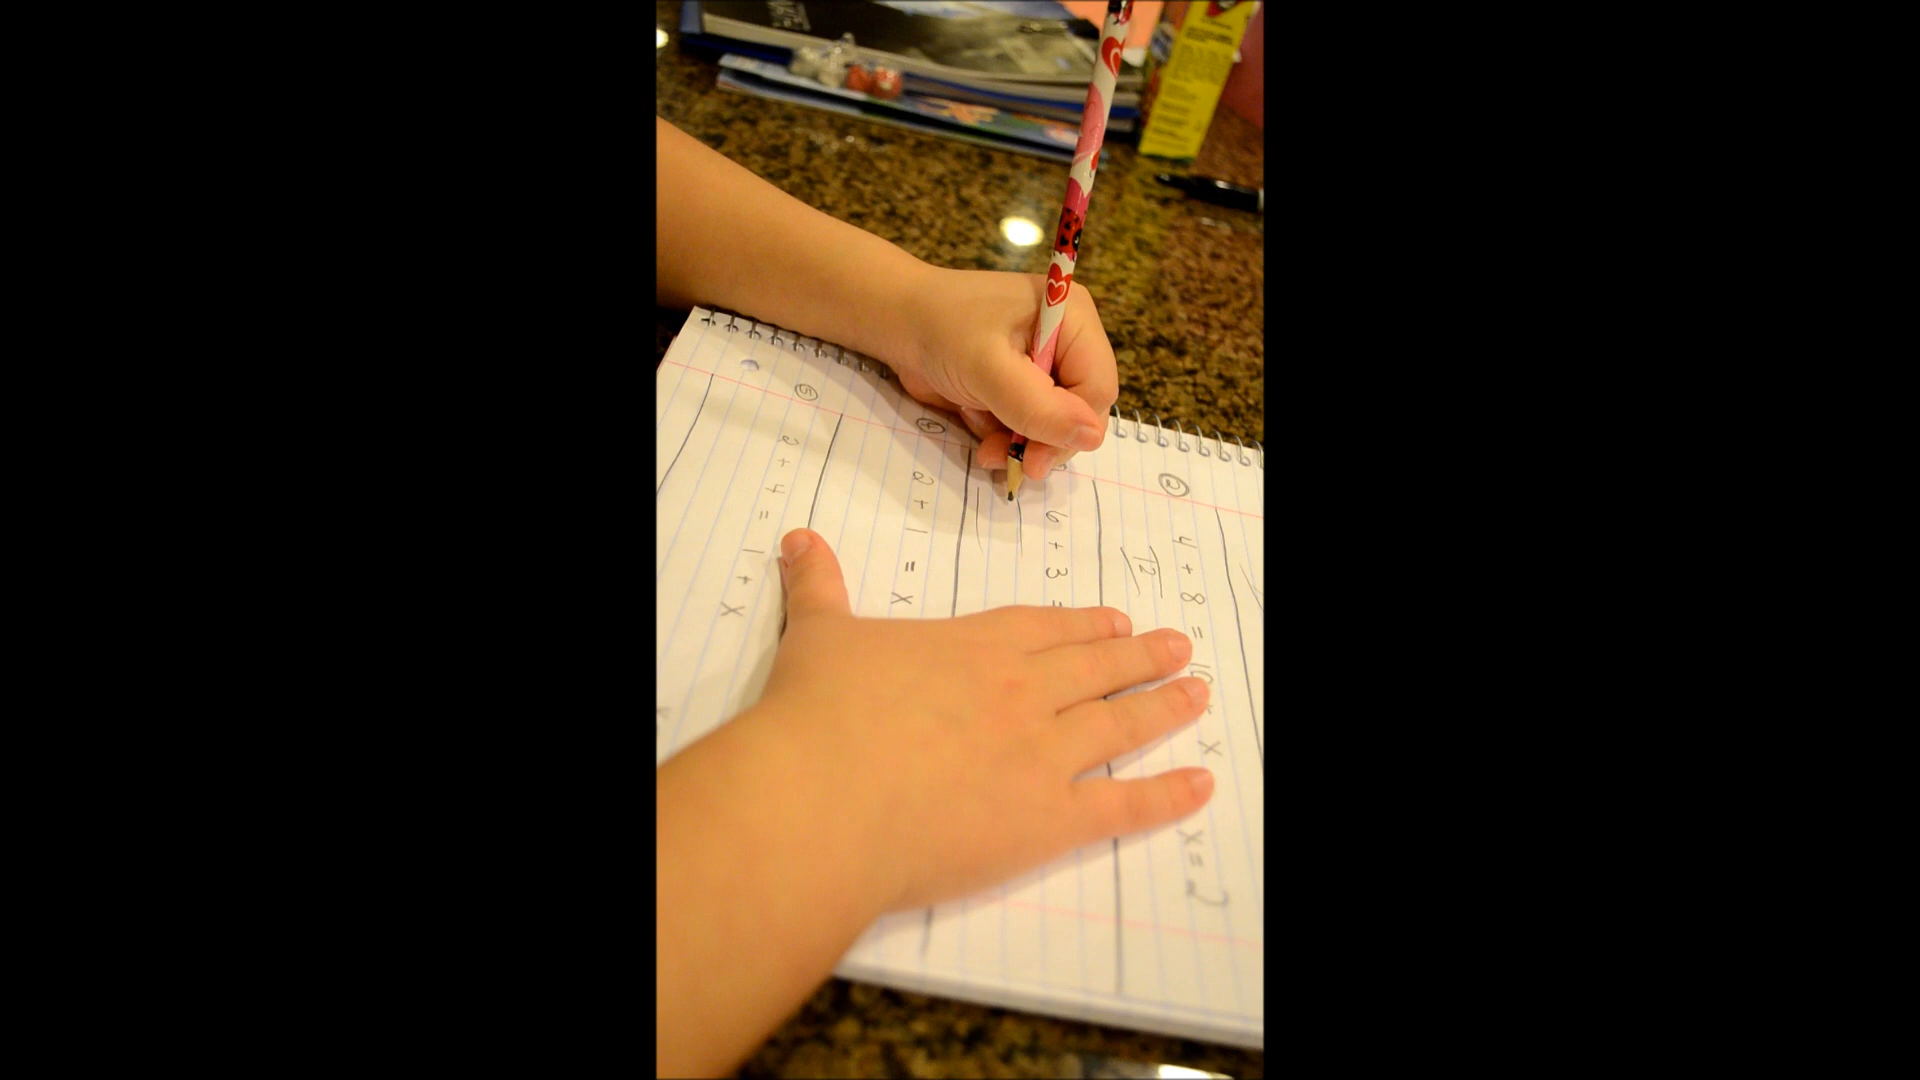 ② 4 + 8 = 10 + x x = 2
12
6 + 3 =
④ 2 + 1 = x
⑤ 2 + 4 = 1 + x